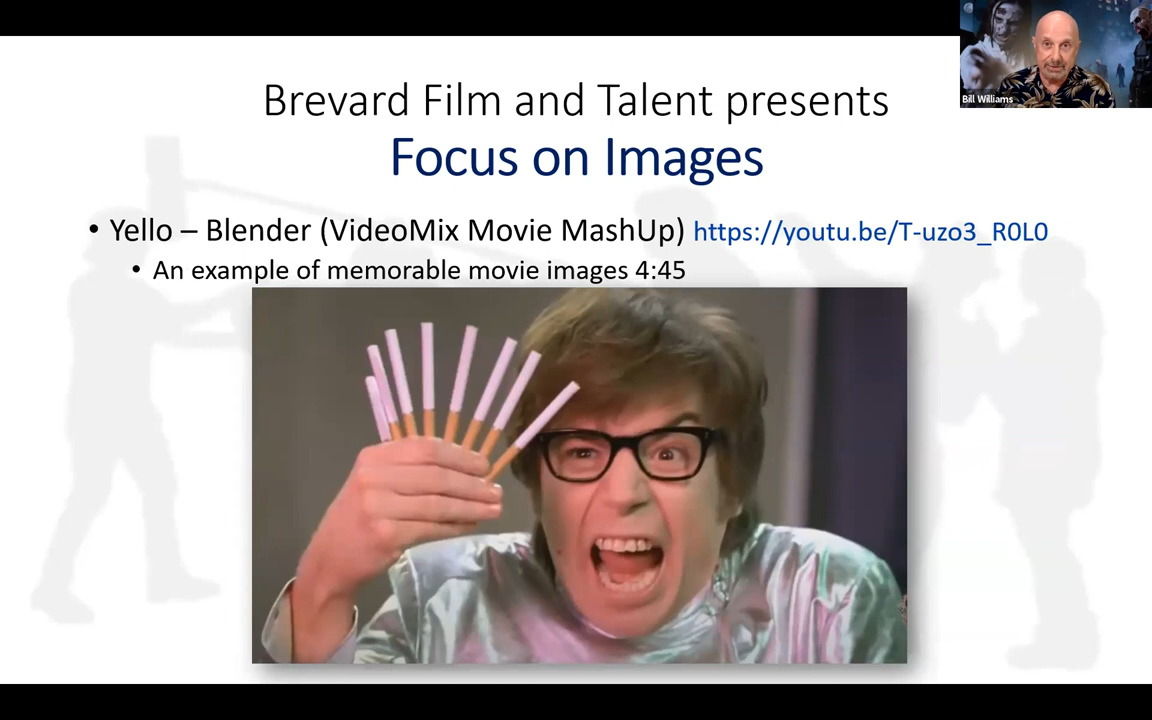 Brevard Film and Talent presents
Focus on Images
• Yello – Blender (VideoMix Movie MashUp) https://youtu.be/T-uzo3_R0L0
• An example of memorable movie images 4:45
Bill Williams